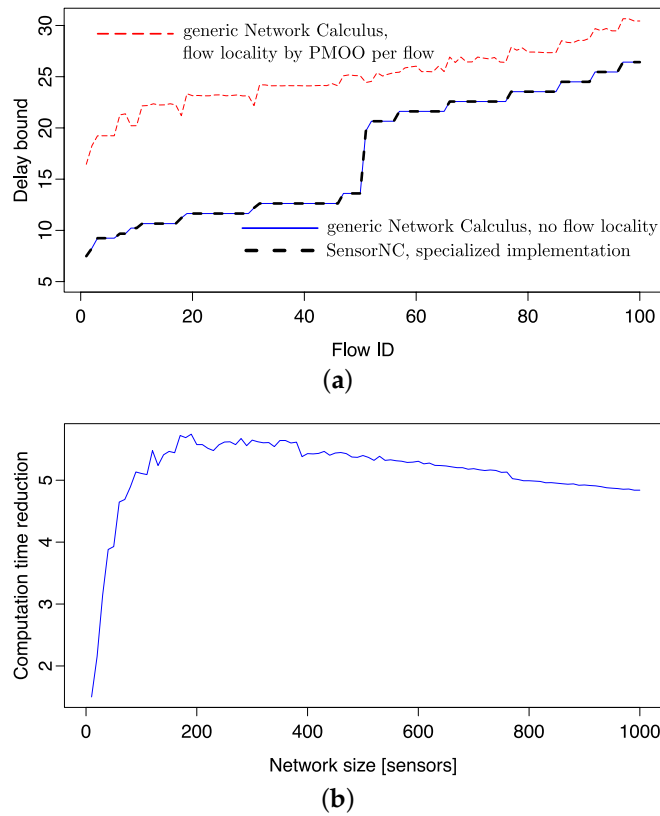 30
25
20
15
10
5
Delay bound
generic Network Calculus,
flow locality by PMOO per flow
generic Network Calculus, no flow locality
SensorNC, specialized implementation
0 20 40 60 80 100
Flow ID
(a)
5
4
3
2
Computation time reduction
0 200 400 600 800 1000
Network size [sensors]
(b)